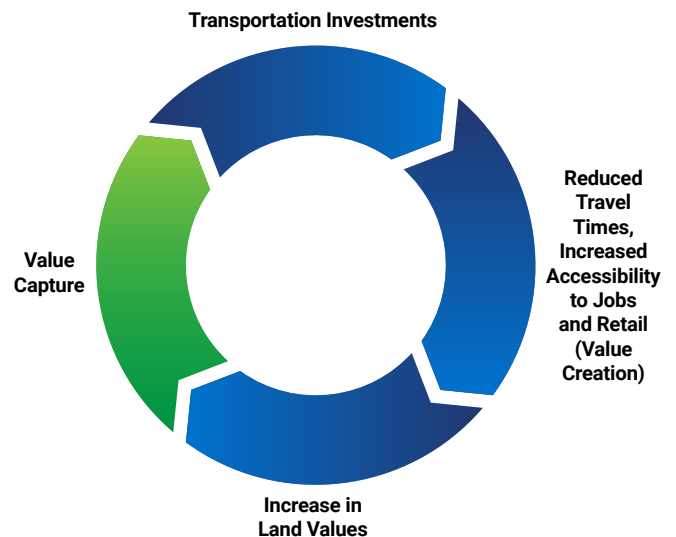 Transportation Investments
Reduced
Travel
Times,
Increased
Accessibility
to Jobs
and Retail
(Value
Creation)
Increase in
Land Values
Value
Capture